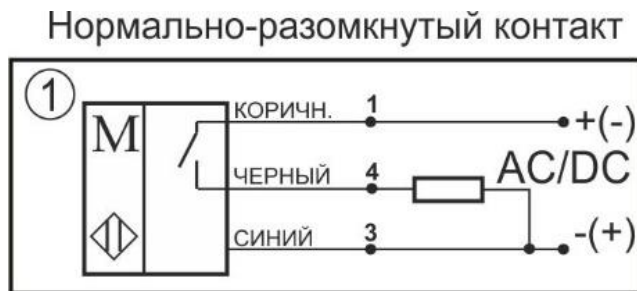 Нормально-разомкнутый контакт
1
М
КОРИЧН. 1 +(-)
ЧЕРНЫЙ 4 AC/DC
СИНИЙ 3 -(+)